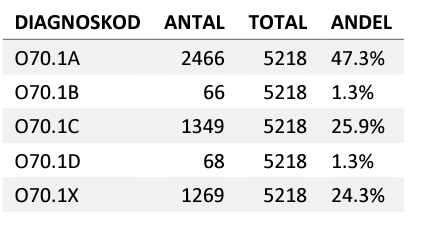 DIAGNOSKOD ANTAL TOTAL ANDEL
O70.1A 2466 5218 47.3%
O70.1B 66 5218 1.3%
O70.1C 1349 5218 25.9%
O70.1D 68 5218 1.3%
O70.1X 1269 5218 24.3%